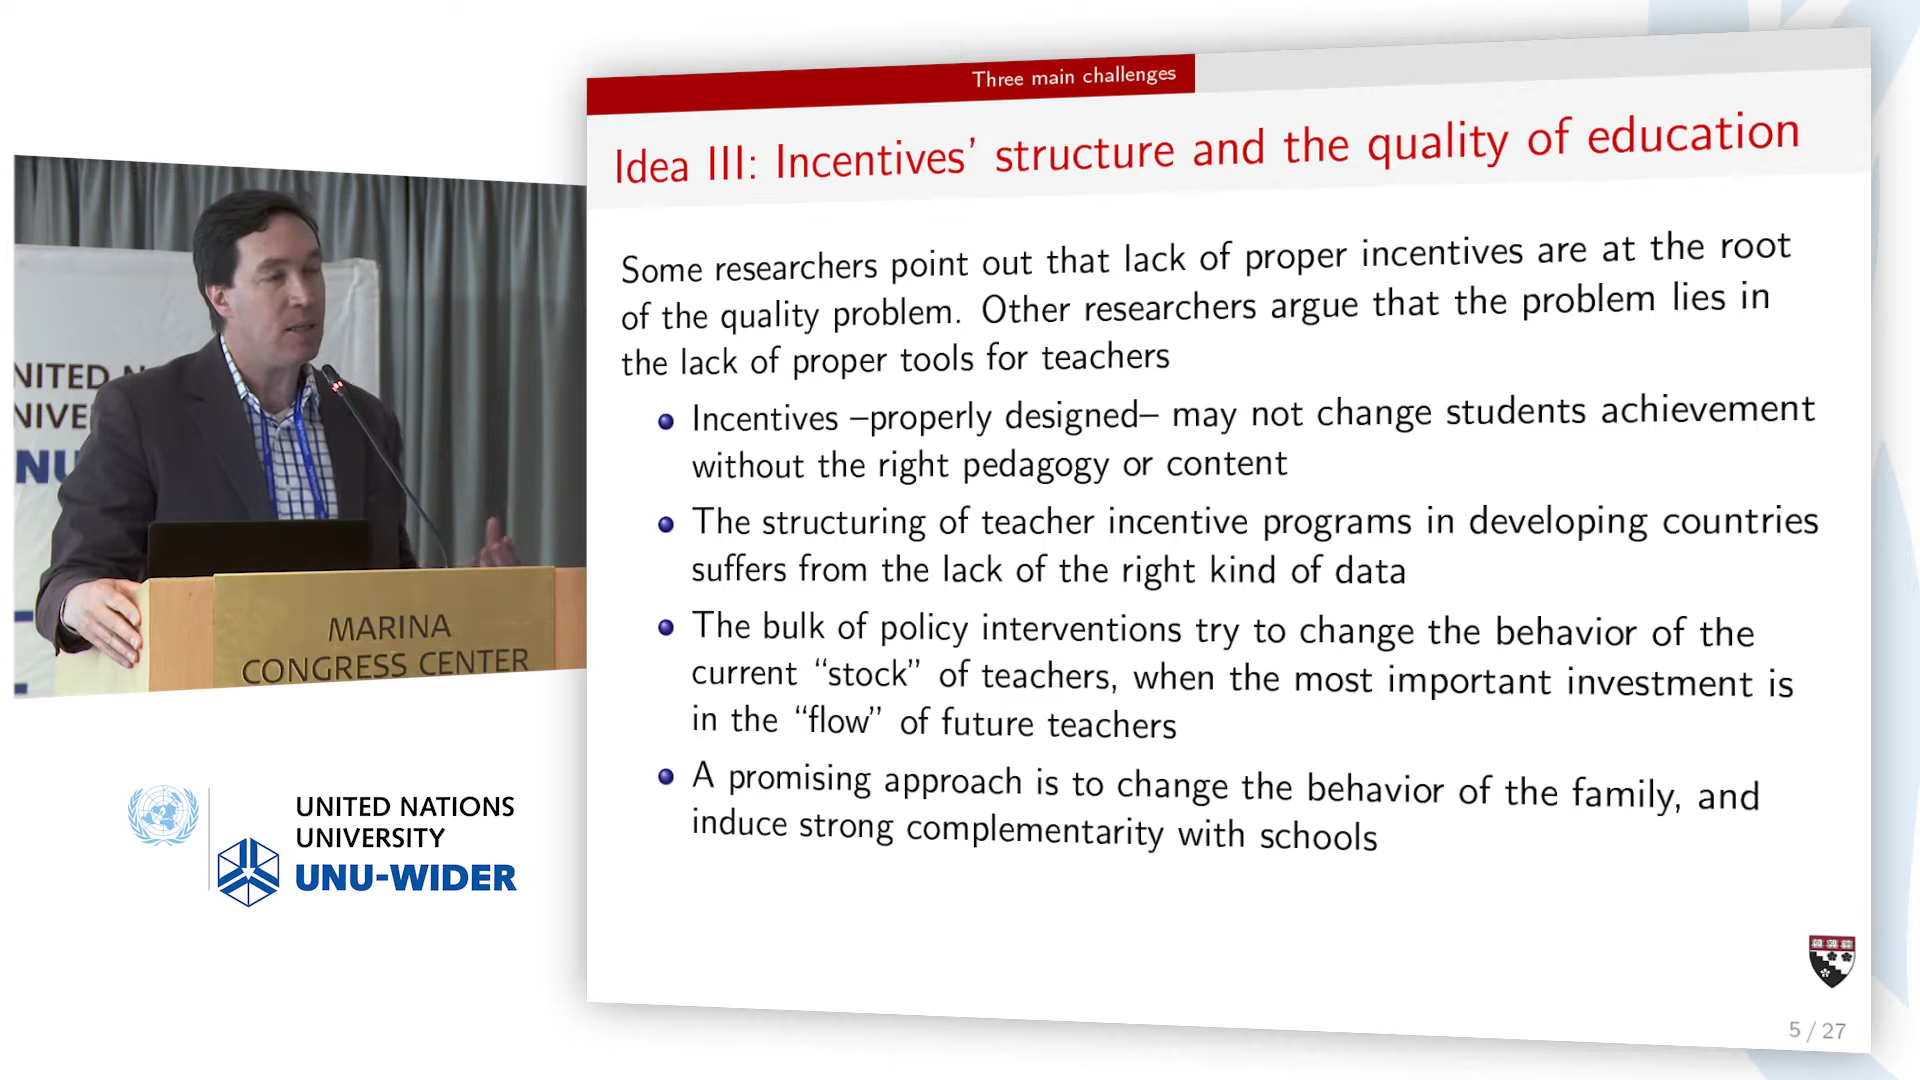 Three main challenges
Idea III: Incentives' structure and the quality of education
Some researchers point out that lack of proper incentives are at the root
of the quality problem. Other researchers argue that the problem lies in
the lack of proper tools for teachers
Incentives –properly designed– may not change students achievement
without the right pedagogy or content
The structuring of teacher incentive programs in developing countries
suffers from the lack of the right kind of data
The bulk of policy interventions try to change the behavior of the
current “stock” of teachers, when the most important investment is
in the “flow” of future teachers
A promising approach is to change the behavior of the family, and
induce strong complementarity with schools
5 / 27
NITED N
NIVE
NU
MARINA
CONGRESS CENTER
UNITED NATIONS
UNIVERSITY
UNU-WIDER